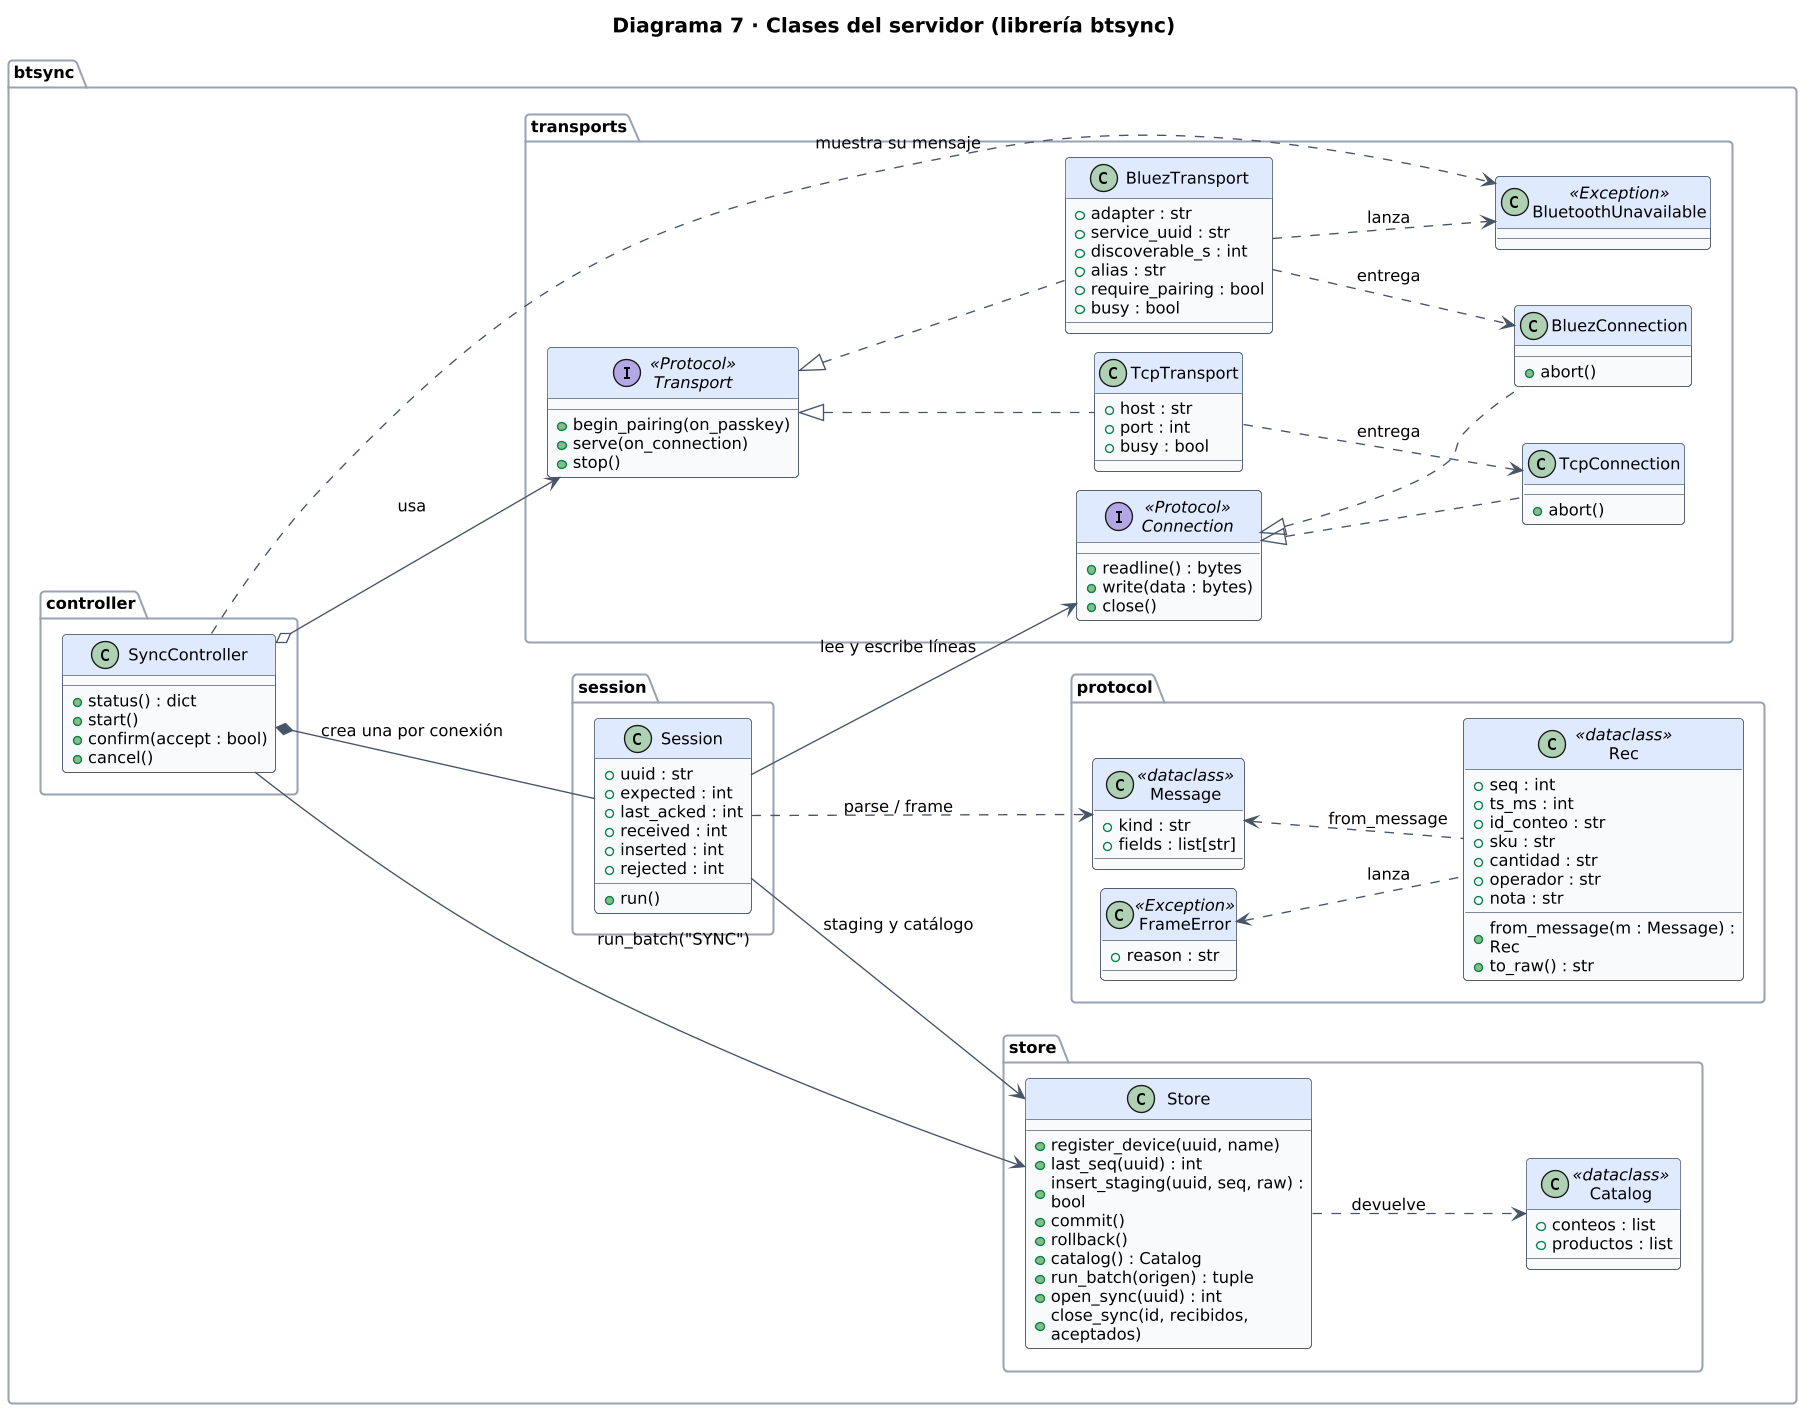 Diagrama 7 · Clases del servidor (librería btsync)
btsync
transports
muestra su mensaje
C
BluezTransport
adapter : str
service_uuid : str
discoverable_s : int
alias : str
require_pairing : bool
busy : bool
C
«Exception»
BluetoothUnavailable
lanza
entrega
C
BluezConnection
abort()
I
«Protocol»
Transport
begin_pairing(on_passkey)
serve(on_connection)
stop()
C
TcpTransport
host : str
port : int
busy : bool
entrega
C
TcpConnection
abort()
I
«Protocol»
Connection
readline() : bytes
write(data : bytes)
close()
usa
controller
C
SyncController
status() : dict
start()
confirm(accept : bool)
cancel()
lee y escribe líneas
crea una por conexión
session
C
Session
uuid : str
expected : int
last_acked : int
received : int
inserted : int
rejected : int
run()
run_batch("SYNC")
parse / frame
staging y catálogo
protocol
C
«dataclass»
Message
kind : str
fields : list[str]
from_message
lanza
C
«Exception»
FrameError
reason : str
C
«dataclass»
Rec
seq : int
ts_ms : int
id_conteo : str
sku : str
cantidad : str
operador : str
nota : str
from_message(m : Message) :
Rec
to_raw() : str
store
C
Store
register_device(uuid, name)
last_seq(uuid) : int
insert_staging(uuid, seq, raw) :
bool
commit()
rollback()
catalog() : Catalog
run_batch(origen) : tuple
open_sync(uuid) : int
close_sync(id, recibidos,
aceptados)
devuelve
C
«dataclass»
Catalog
conteos : list
productos : list